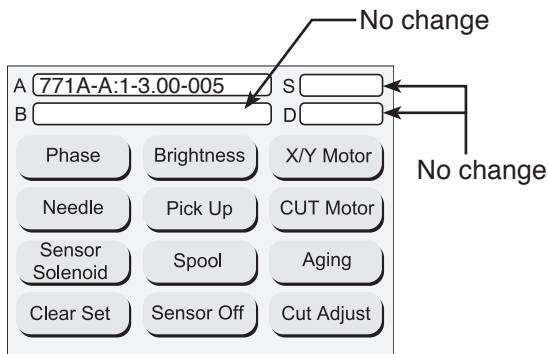 No change
A 771A-A:1-3.00-005 S
B D
No change
Phase Brightness X/Y Motor
Needle Pick Up CUT Motor
Sensor
Solenoid Spool Aging
Clear Set Sensor Off Cut Adjust